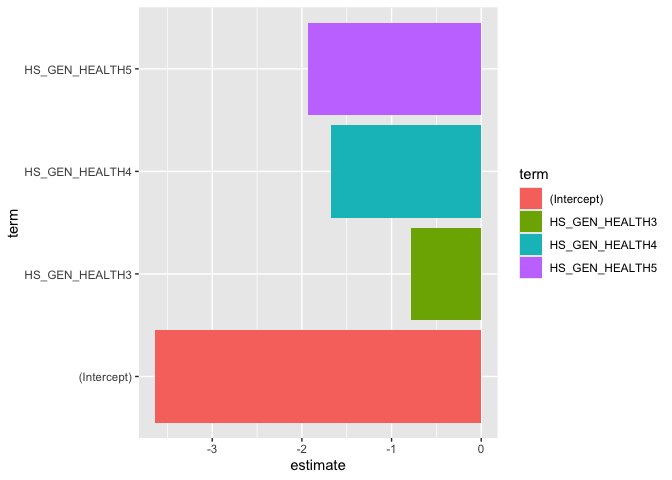 HS_GEN_HEALTH5
HS_GEN_HEALTH4
HS_GEN_HEALTH3
(Intercept)
term
-3
-2
-1
0
estimate
term
(Intercept)
HS_GEN_HEALTH3
HS_GEN_HEALTH4
HS_GEN_HEALTH5